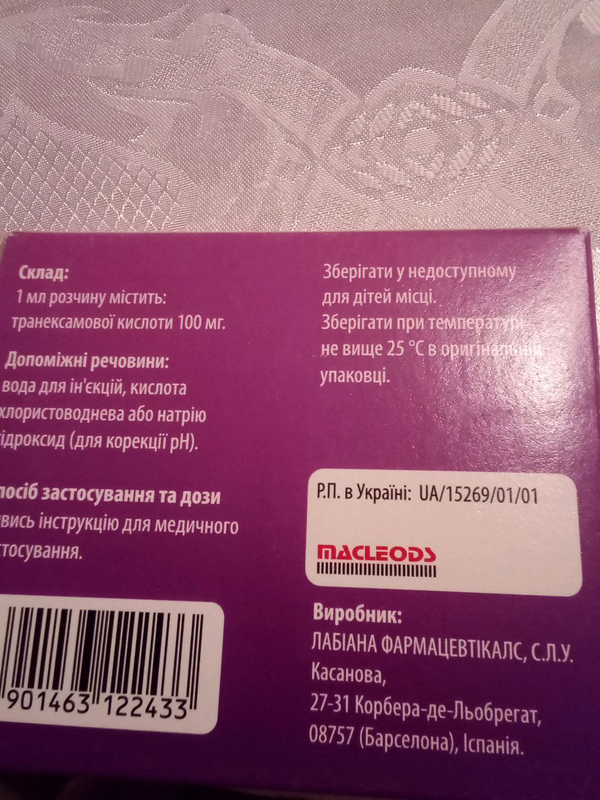 Склад:
1 мл розчину містить:
транексамової кислоти 100 мг.
Допоміжні речовини:
вода для ін'єкцій, кислота
хлористоводнева або натрію
ідроксид (для корекції pH).
посіб застосування та дози
ивись інструкцію для медичного
тосування.
901463 122433
Зберігати у недоступному
для дітей місці.
Зберігати при температурі
не вище 25 °С в оригінальній
упаковці.
Р.П. в Україні: UA/15269/01/01
MACLEODS
Виробник:
ЛАБІАНА ФАРМАЦЕВТІКАЛС, С.Л.У.
Касанова,
27-31 Корбера-де-Льобрегат,
08757 (Барселона), Іспанія.